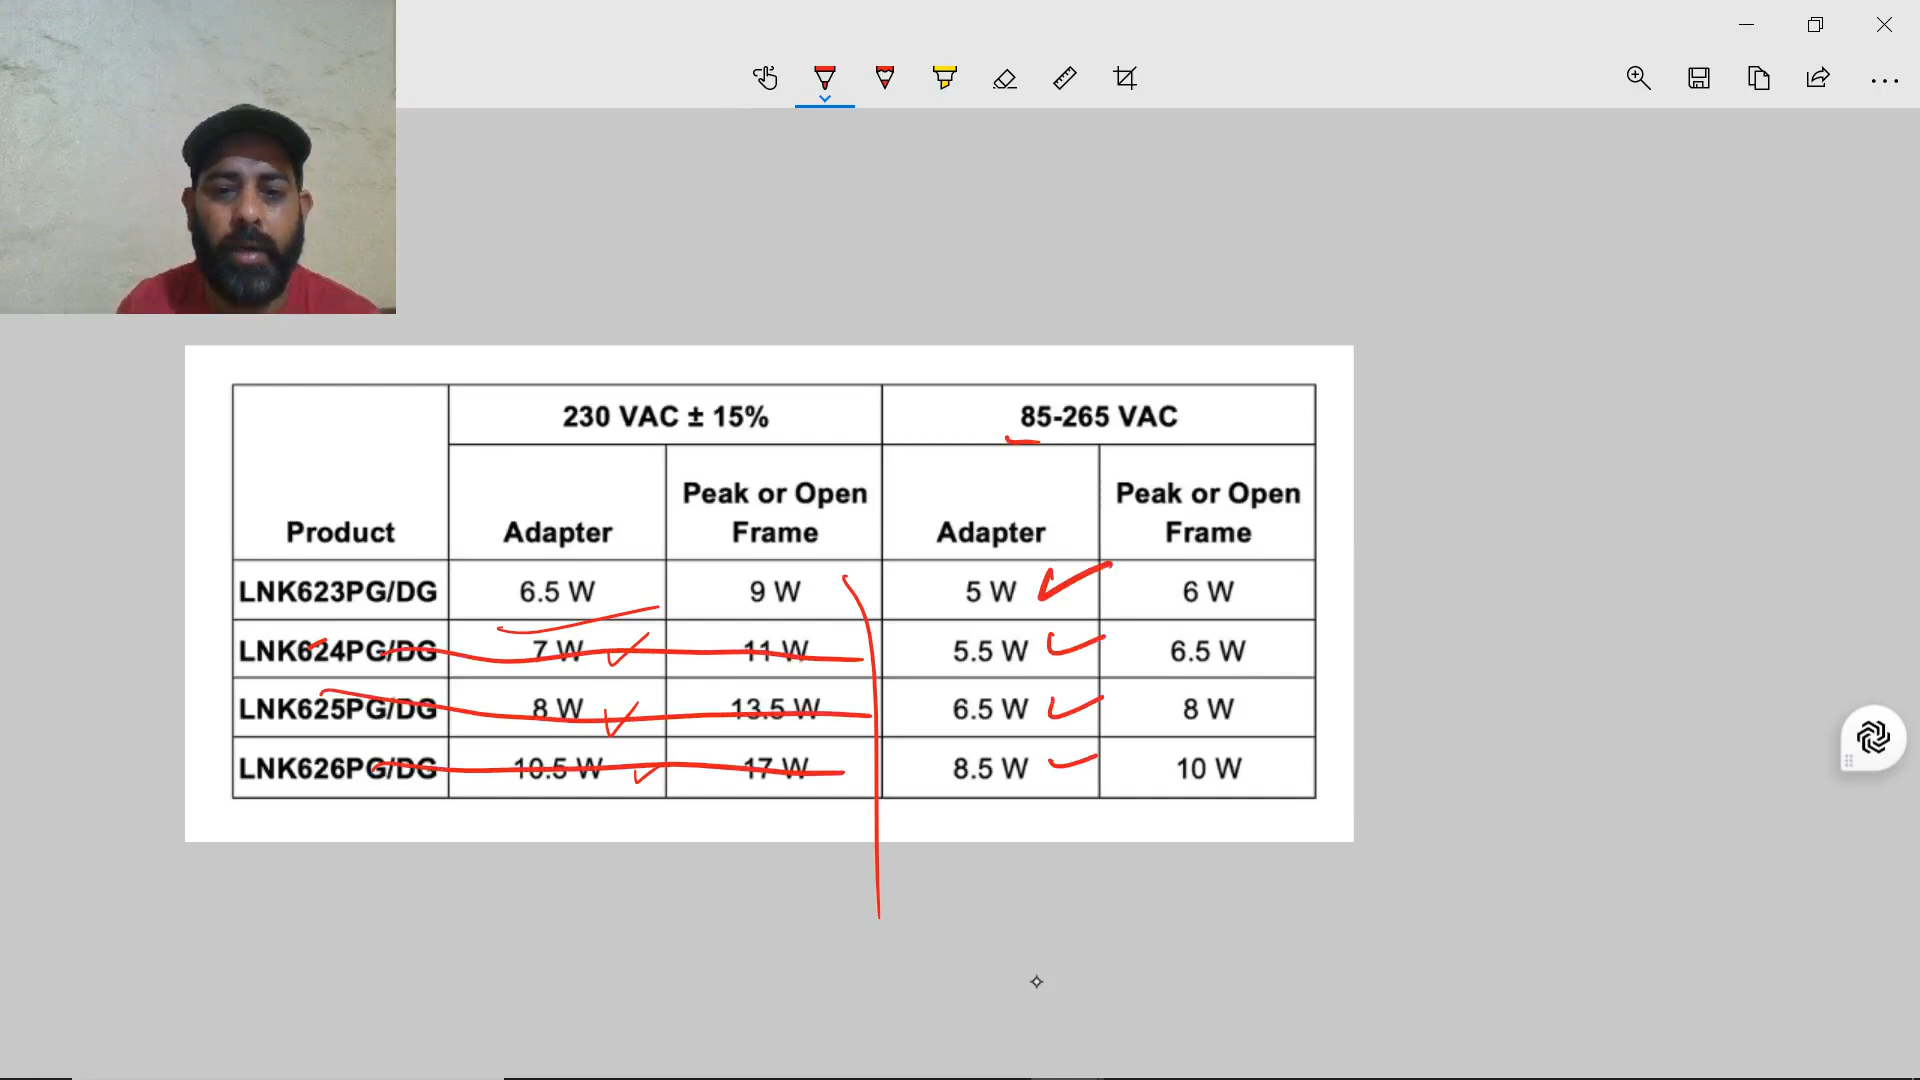 230 VAC ± 15% 85-265 VAC
Product Adapter Peak or Open Frame Adapter Peak or Open Frame
LNK623PG/DG 6.5 W 9 W 5 W 6 W
LNK624PG/DG 7 W 11 W 5.5 W 6.5 W
LNK625PG/DG 8 W 13.5 W 6.5 W 8 W
LNK626PG/DG 10.5 W 17 W 8.5 W 10 W